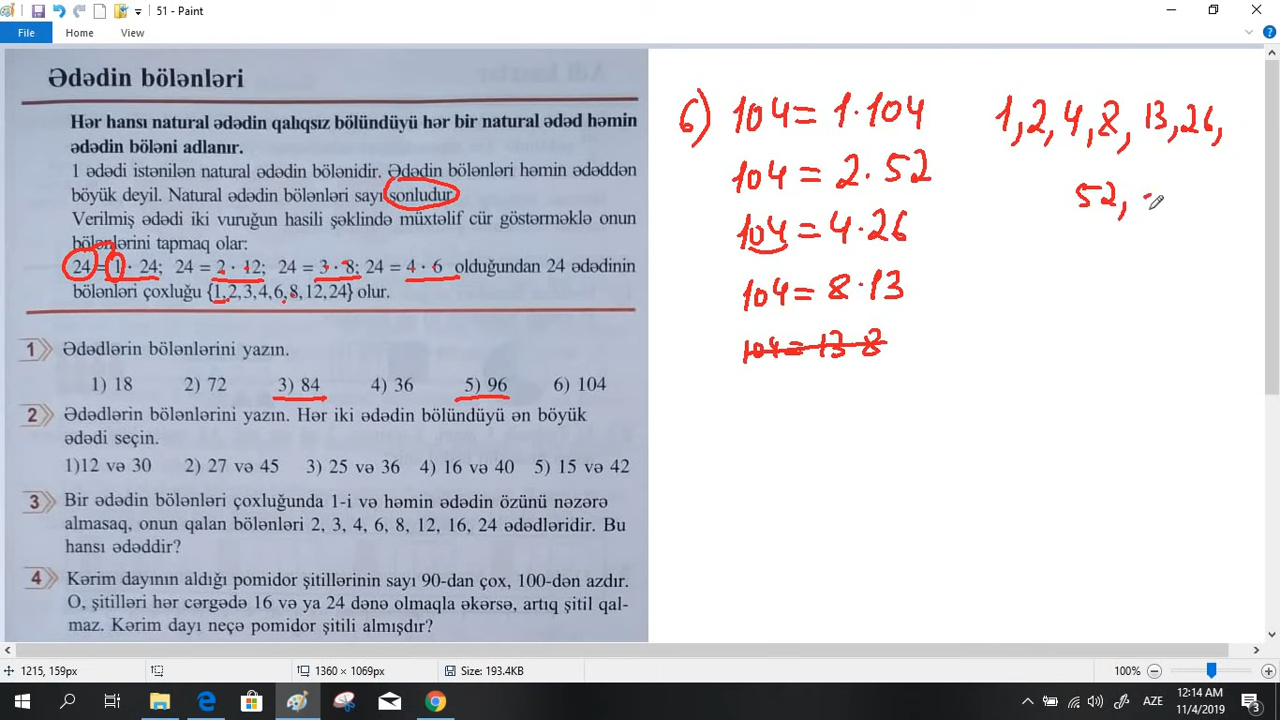 51 - Paint
File Home View
Ədədin bölənləri
Hər hansı natural ədədin qalıqsız bölündüyü hər bir natural ədəd həmin
ədədin böləni adlanır.
1 ədədi istənilən natural ədədin bölənidir. Ədədin bölənləri həmin ədəddən
böyük deyil. Natural ədədin bölənləri sayı sonludur.
Verilmiş ədədi iki vuruğun hasili şəklində müxtəlif cür göstərməklə onun
bölənlərini tapmaq olar:
24 = 1 · 24; 24 = 2 · 12; 24 = 3 · 8; 24 = 4 · 6 olduğundan 24 ədədinin
bölənləri çoxluğu {1,2,3,4,6,8,12,24} olur.
1 Ədədlərin bölənlərini yazın.
1) 18 2) 72 3) 84 4) 36 5) 96 6) 104
2 Ədədlərin bölənlərini yazın. Hər iki ədədin bölündüyü ən böyük
ədədi seçin.
1)12 və 30 2) 27 və 45 3) 25 və 36 4) 16 və 40 5) 15 və 42
3 Bir ədədin bölənləri çoxluğunda 1-i və həmin ədədin özünü nəzərə
almasaq, onun qalan bölənləri 2, 3, 4, 6, 8, 12, 16, 24 ədədləridir. Bu
hansı ədəddir?
4 Kərim dayının aldığı pomidor şitillərinin sayı 90-dan çox, 100-dən azdır.
O, şitilləri hər cərgədə 16 və ya 24 dənə olmaqla əkərsə, artıq şitil qal-
maz. Kərim dayı neçə pomidor şitili almışdır?
6) 104 = 1 · 104
104 = 2 · 52
104 = 4 · 26
104 = 8 · 13
104 = 13 8
1, 2, 4, 8, 13, 26,
52,
1215, 159px 1360 × 1069px Size: 193.4KB 100%
AZE 12:14 AM
11/4/2019 3